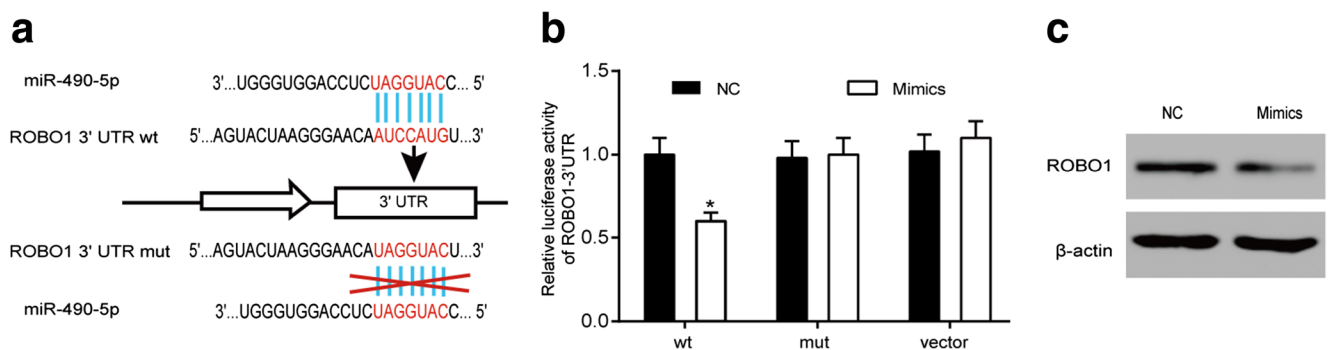 a
miR-490-5p
3'...UGGGUGGACCUCUAGGUACC... 5'
ROBO1 3' UTR wt
5'...AGUACUAAGGGAACAAUCCAUGU...3'
3' UTR
ROBO1 3' UTR mut
5'...AGUACUAAGGGAACAUAGGUACU...3'
miR-490-5p
3'...UGGGUGGACCUCUAGGUACC... 5'
b
Relative luciferase activity
of ROBO1-3'UTR
1.5
1.0
0.5
0.0
NC
Mimics
*
wt
mut
vector
c
NC
Mimics
ROBO1
β-actin